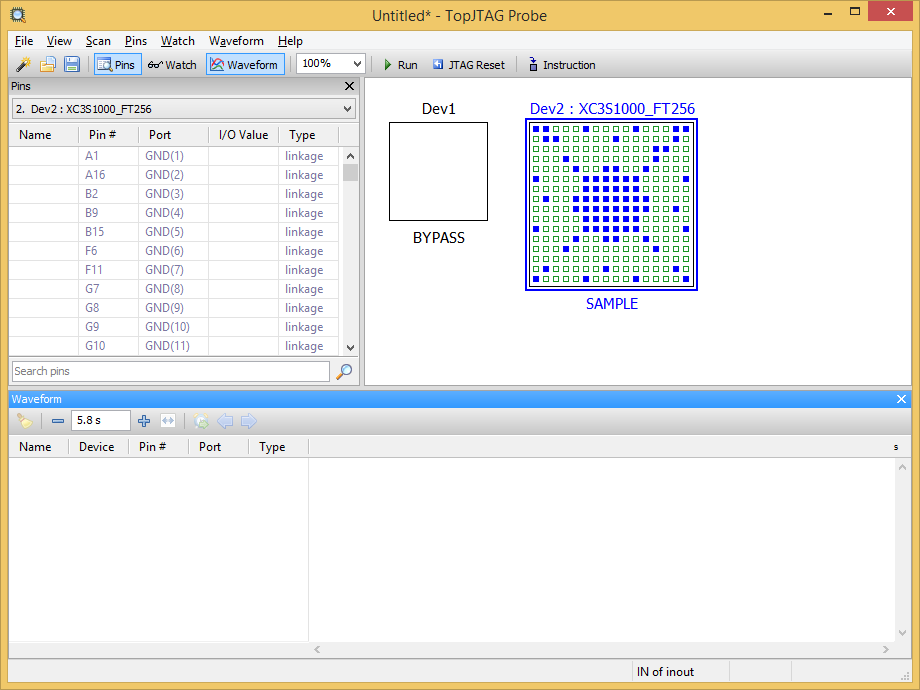 Untitled* - TopJTAG Probe
File View Scan Pins Watch Waveform Help
Pins Watch Waveform 100% Run JTAG Reset Instruction
Pins
2. Dev2 : XC3S1000_FT256
Name Pin # Port I/O Value Type
A1 GND(1) linkage
A16 GND(2) linkage
B2 GND(3) linkage
B9 GND(4) linkage
B15 GND(5) linkage
F6 GND(6) linkage
F11 GND(7) linkage
G7 GND(8) linkage
G8 GND(9) linkage
G9 GND(10) linkage
G10 GND(11) linkage
Search pins
Dev1
BYPASS
Dev2 : XC3S1000_FT256
SAMPLE
Waveform
5.8 s
Name Device Pin # Port Type s
IN of inout